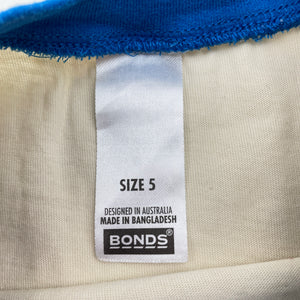 SIZE 5
DESIGNED IN AUSTRALIA
MADE IN BANGLADESH
BONDS®